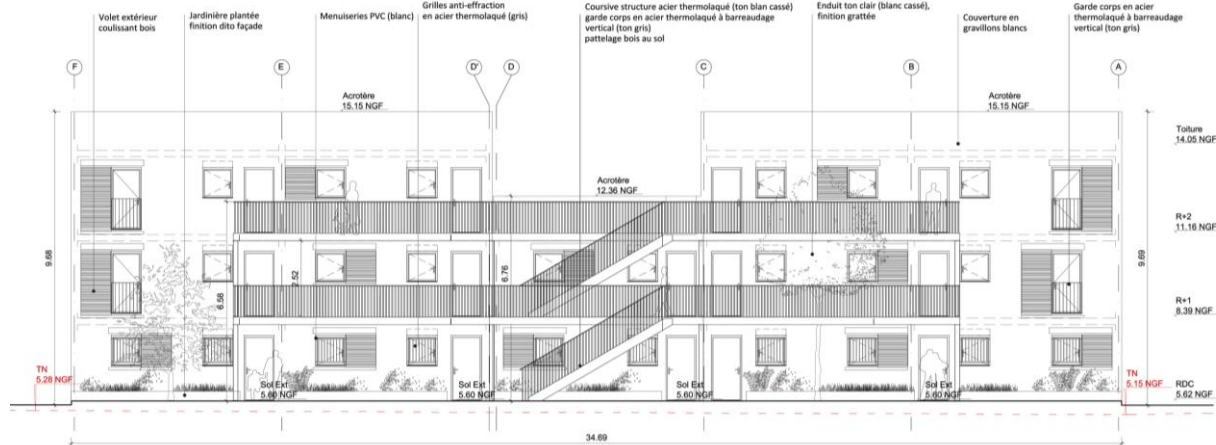 Volet extérieur
coulissant bois
Jardinière plantée
finition dito façade
Menuiseries PVC (blanc)
Grilles anti-effraction
en acier thermolaqué (gris)
Coursive structure acier thermolaqué (ton blan cassé)
garde corps en acier thermolaqué à barreaudage
vertical (ton gris)
pattelage bois au sol
Enduit ton clair (blanc cassé),
finition grattée
Couverture en
gravillons blancs
Garde corps en acier
thermolaqué à barreaudage
vertical (ton gris)
F
E
D'
D
C
B
A
Acrotère
15.15 NGF
Acrotère
15.15 NGF
Toiture
14.05 NGF
Acrotère
12.36 NGF
R+2
11.16 NGF
9.68
6.58
2.52
6.76
9.69
R+1
8.39 NGF
TN
5.28 NGF
Sol Ext
5.60 NGF
Sol Ext
5.60 NGF
Sol Ext
5.60 NGF
Sol Ext
5.60 NGF
TN
5.15 NGF
RDC
5.62 NGF
34.69